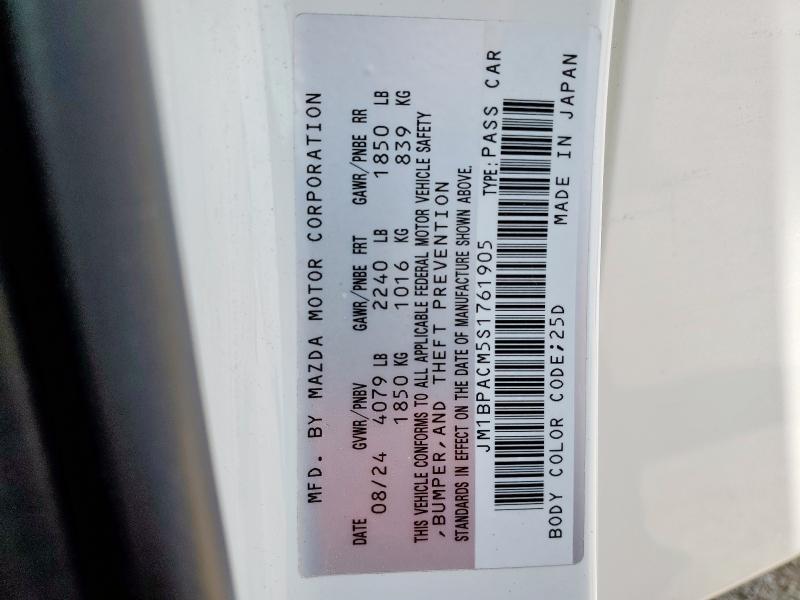 MFD. BY MAZDA MOTOR CORPORATION
DATE GVWR/PNBV GAWR/PNBE FRT GAWR/PNBE RR
08/24 4079 LB 2240 LB 1850 LB
1850 KG 1016 KG 839 KG
THIS VEHICLE CONFORMS TO ALL APPLICABLE FEDERAL MOTOR VEHICLE SAFETY
,BUMPER, AND THEFT PREVENTION
STANDARDS IN EFFECT ON THE DATE OF MANUFACTURE SHOWN ABOVE.
JM1BPACM5S1761905 TYPE: PASS CAR
BODY COLOR CODE;25D MADE IN JAPAN